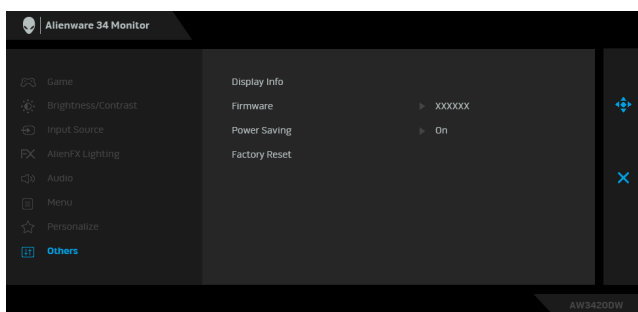 Alienware 34 Monitor
Game
Brightness/Contrast
Input Source
AlienFX Lighting
Audio
Menu
Personalize
Others
Display Info
Firmware XXXXXX
Power Saving On
Factory Reset
AW3420DW